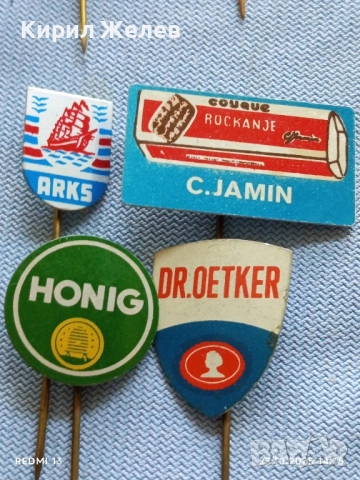 Кирил Желев
ARKS
COUQUE
ROCKANJE
C.JAMIN
HONIG
DR.OETKER
REDMI 13